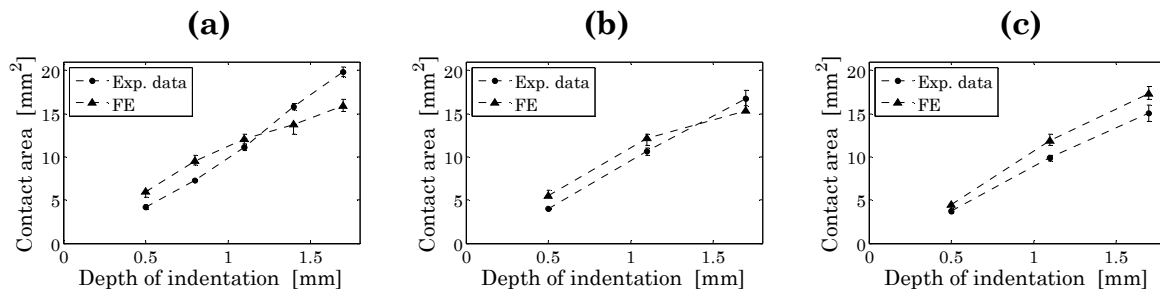 (a)
Contact area [mm²]
20
15
10
5
0
Exp. data
FE
0 0.5 1 1.5
Depth of indentation [mm]
(b)
Contact area [mm²]
20
15
10
5
0
Exp. data
FE
0 0.5 1 1.5
Depth of indentation [mm]
(c)
Contact area [mm²]
20
15
10
5
0
Exp. data
FE
0 0.5 1 1.5
Depth of indentation [mm]